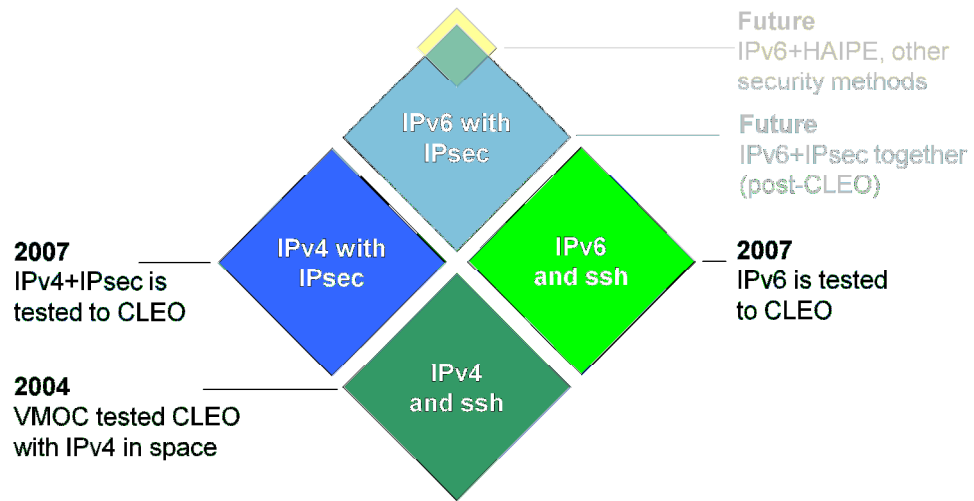 Future
IPv6+HAIPE, other
security methods
IPv6 with
IPsec
Future
IPv6+IPsec together
(post-CLEO)
2007
IPv4+IPsec is
tested to CLEO
IPv4 with
IPsec
IPv6
and ssh
2007
IPv6 is tested
to CLEO
2004
VMOC tested CLEO
with IPv4 in space
IPv4
and ssh